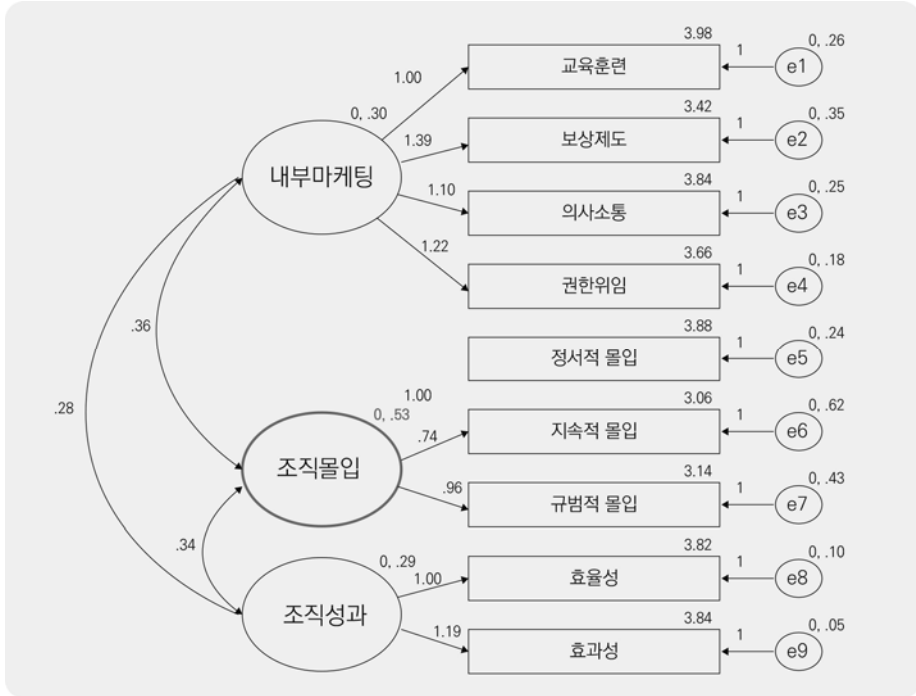 3.98
0, .26
교육훈련
1
e1
1.00
0, .30
3.42
0, .35
1.39
보상제도
1
e2
내부마케팅
3.84
0, .25
1.10
의사소통
1
e3
1.22
3.66
0, .18
권한위임
1
e4
.36
3.88
0, .24
정서적 몰입
1
e5
.28
1.00
0, .53
3.06
0, .62
.74
지속적 몰입
1
e6
조직몰입
3.14
0, .43
.96
규범적 몰입
1
e7
.34
3.82
0, .10
0, .29
1.00
효율성
1
e8
조직성과
3.84
0, .05
1.19
효과성
1
e9